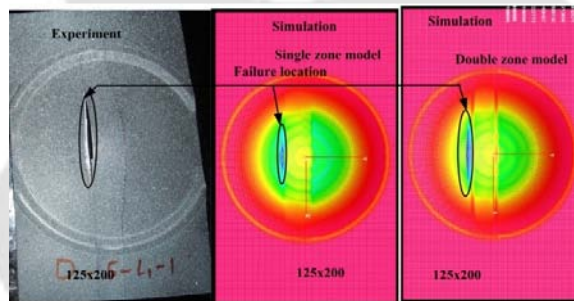 Experiment
Simulation
Single zone model
Failure location
Simulation
Double zone model
125x200
125x200
125x200